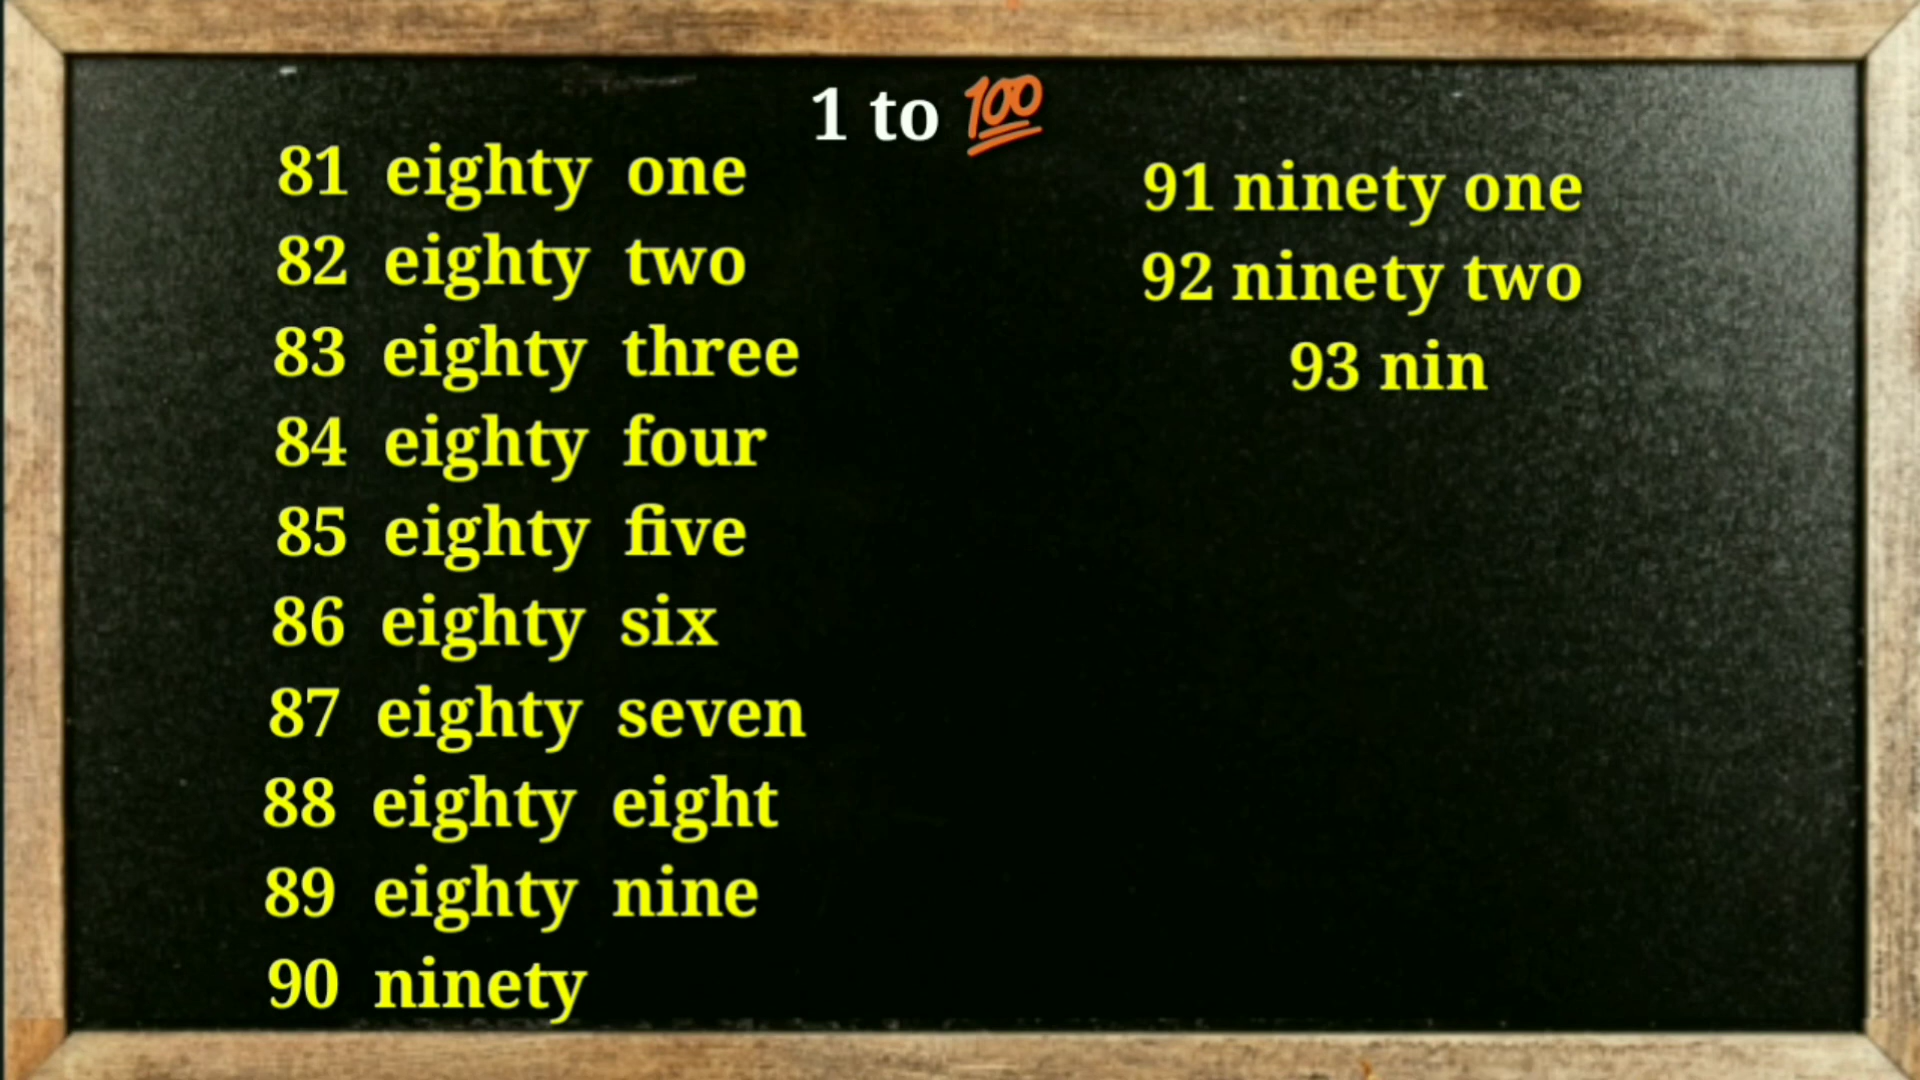 1 to 💯
81 eighty one
82 eighty two
83 eighty three
84 eighty four
85 eighty five
86 eighty six
87 eighty seven
88 eighty eight
89 eighty nine
90 ninety
91 ninety one
92 ninety two
93 nin